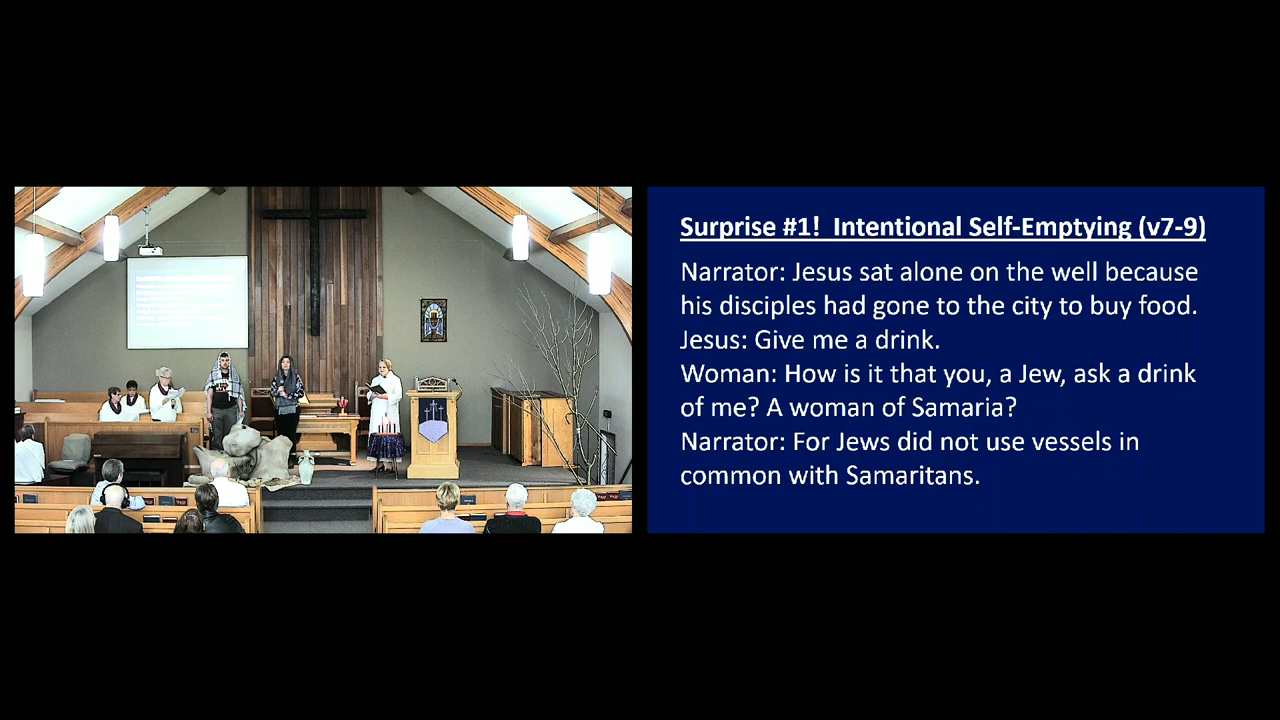 Surprise #1!  Intentional Self-Emptying (v7-9)
Narrator: Jesus sat alone on the well because
his disciples had gone to the city to buy food.
Jesus: Give me a drink.
Woman: How is it that you, a Jew, ask a drink
of me? A woman of Samaria?
Narrator: For Jews did not use vessels in
common with Samaritans.